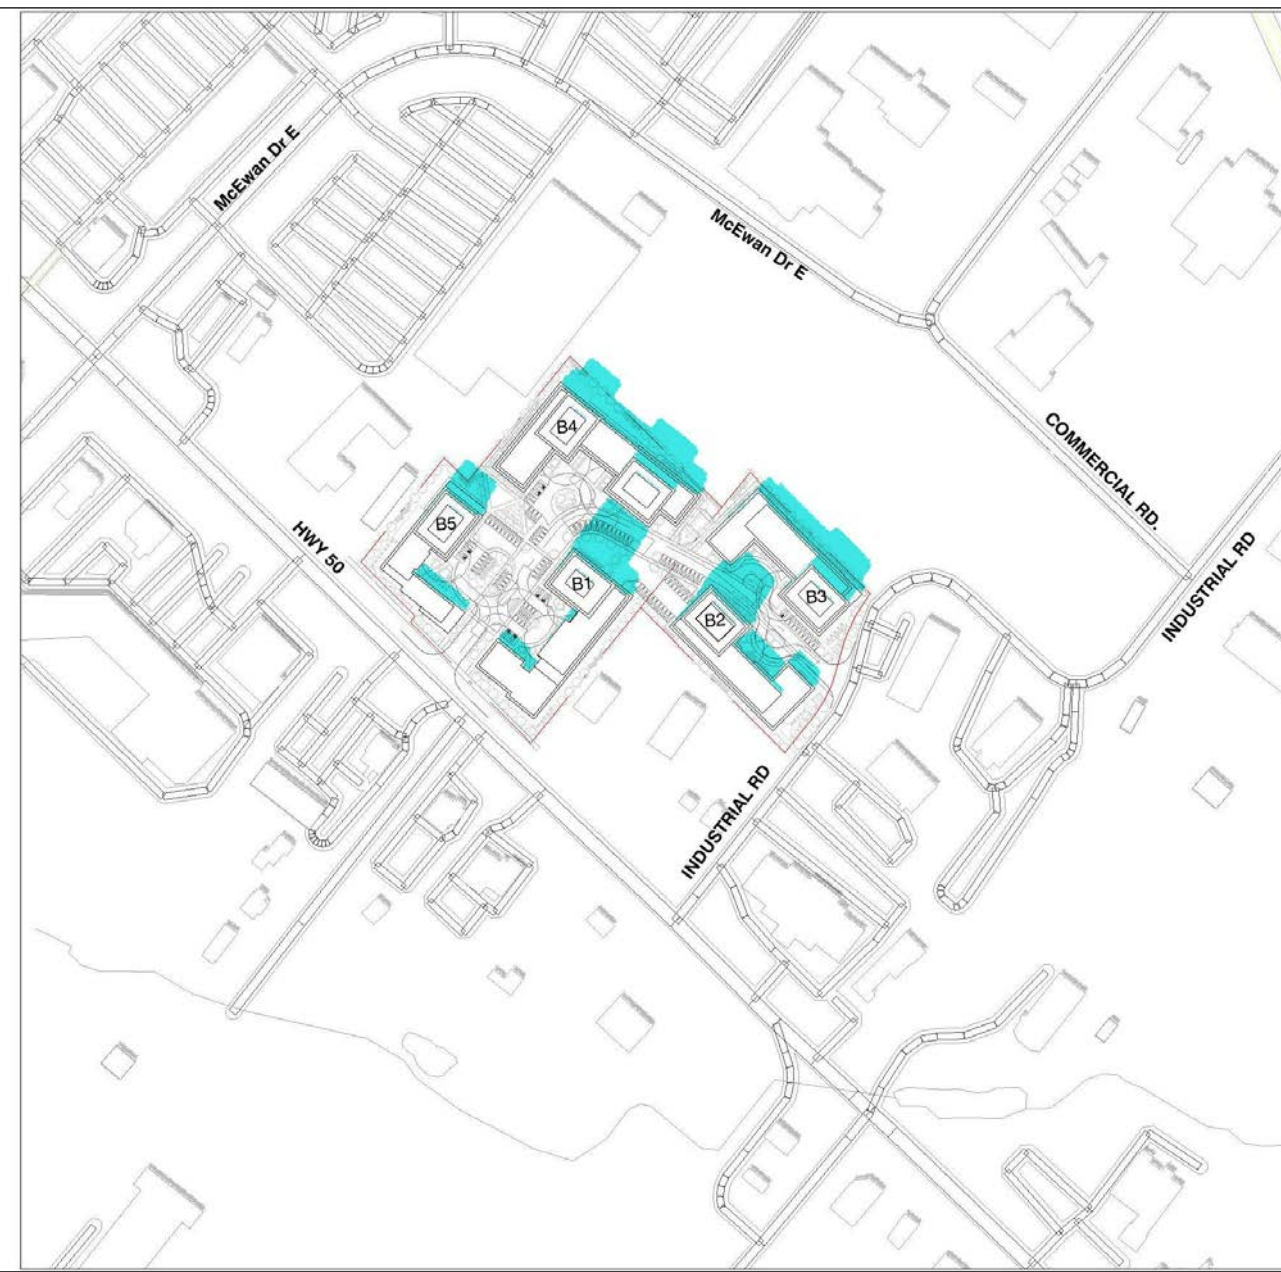 McEwan Dr E
McEwan Dr E
COMMERCIAL RD.
B4
B5
HWY 50
INDUSTRIAL RD
B1
B3
B2
INDUSTRIAL RD